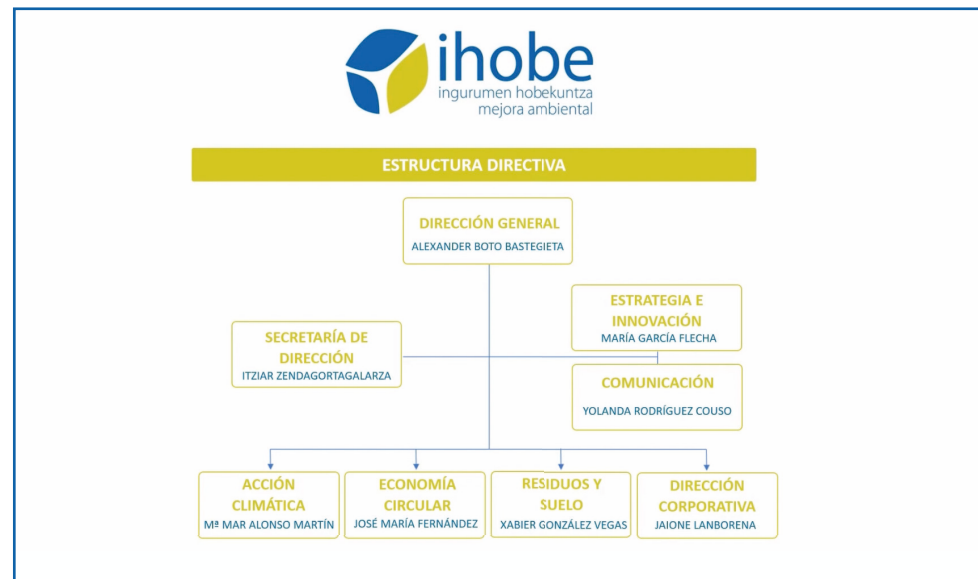 ihobe
ingurumen hobekuntza
mejora ambiental
ESTRUCTURA DIRECTIVA
DIRECCIÓN GENERAL
ALEXANDER BOTO BASTEGIETA
ESTRATEGIA E
INNOVACIÓN
MARÍA GARCÍA FLECHA
SECRETARÍA DE
DIRECCIÓN
ITZIAR ZENDAGORTAGALARZA
COMUNICACIÓN
YOLANDA RODRÍGUEZ COUSO
ACCIÓN
CLIMÁTICA
Mª MAR ALONSO MARTÍN
ECONOMÍA
CIRCULAR
JOSÉ MARÍA FERNÁNDEZ
RESIDUOS Y
SUELO
XABIER GONZÁLEZ VEGAS
DIRECCIÓN
CORPORATIVA
JAIONE LANBORENA